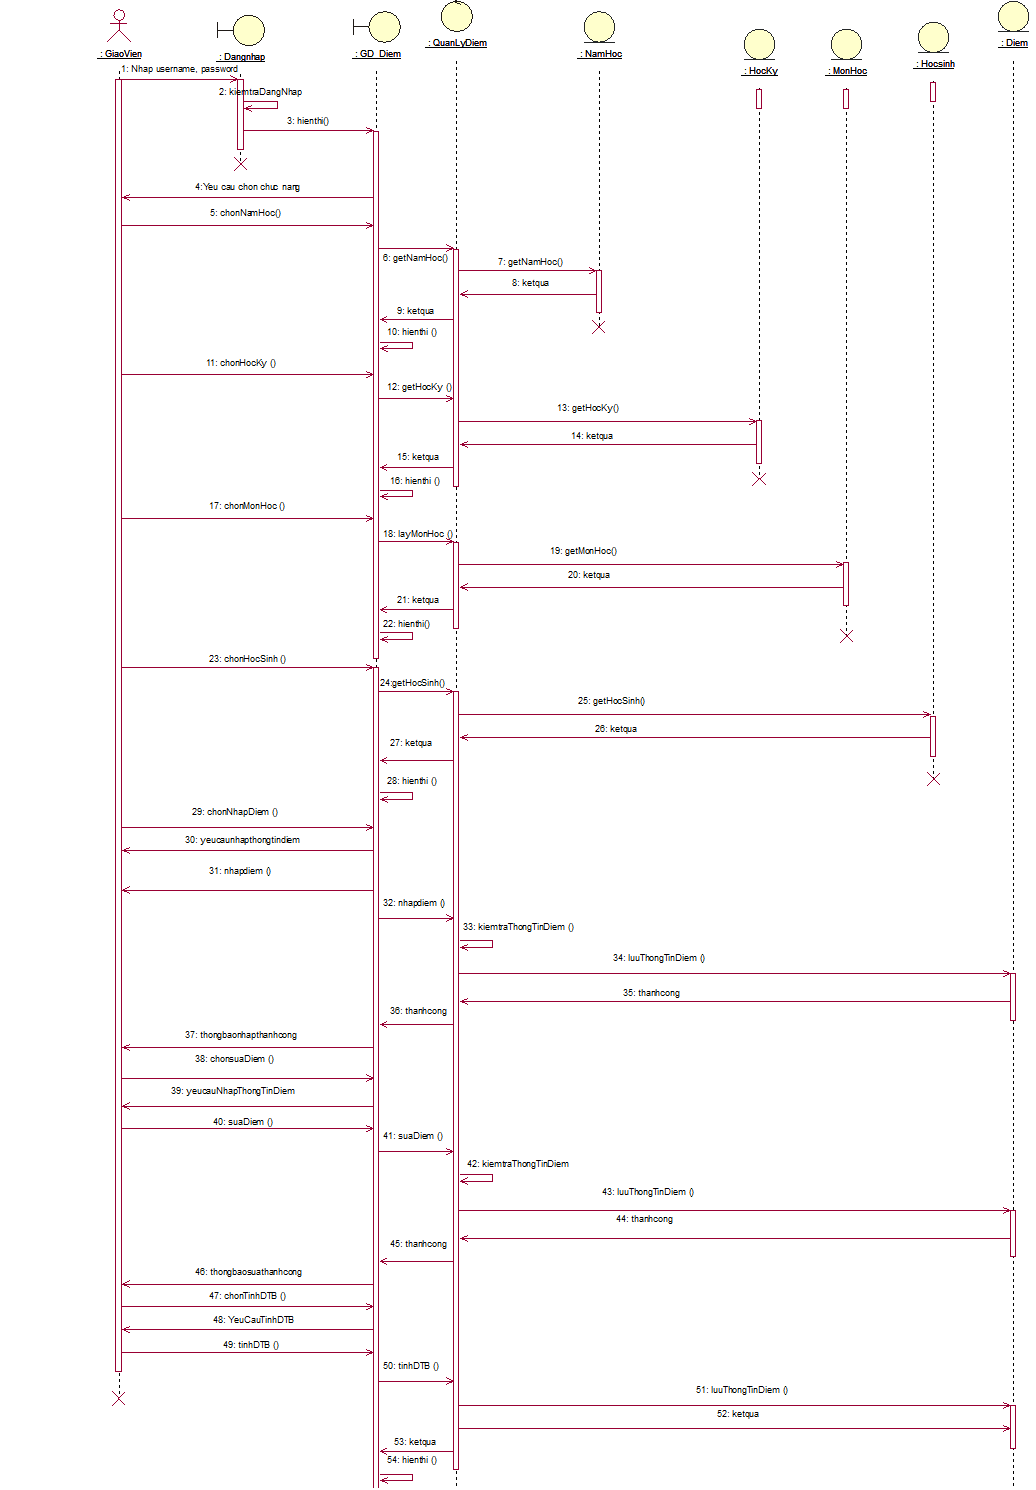 : GiaoVien
: Dangnhap
: GD_Diem
: QuanLyDiem
: NamHoc
: HocKy
: MonHoc
: Hocsinh
: Diem
1: Nhap username, password
2: kiemtraDangNhap
3: hienthi()
4:Yeu cau chon chuc nang
5: chonNamHoc()
6: getNamHoc()
7: getNamHoc()
8: ketqua
9: ketqua
10: hienthi ()
11: chonHocKy ()
12: getHocKy ()
13: getHocKy()
14: ketqua
15: ketqua
16: hienthi ()
17: chonMonHoc ()
18: layMonHoc ()
19: getMonHoc()
20: ketqua
21: ketqua
22: hienthi()
23: chonHocSinh ()
24:getHocSinh()
25: getHocSinh()
26: ketqua
27: ketqua
28: hienthi ()
29: chonNhapDiem ()
30: yeucaunhapthongtindiem
31: nhapdiem ()
32: nhapdiem ()
33: kiemtraThongTinDiem ()
34: luuThongTinDiem ()
35: thanhcong
36: thanhcong
37: thongbaonhapthanhcong
38: chonsuaDiem ()
39: yeucauNhapThongTinDiem
40: suaDiem ()
41: suaDiem ()
42: kiemtraThongTinDiem
43: luuThongTinDiem ()
44: thanhcong
45: thanhcong
46: thongbaosuathanhcong
47: chonTinhDTB ()
48: YeuCauTinhDTB
49: tinhDTB ()
50: tinhDTB ()
51: luuThongTinDiem ()
52: ketqua
53: ketqua
54: hienthi ()